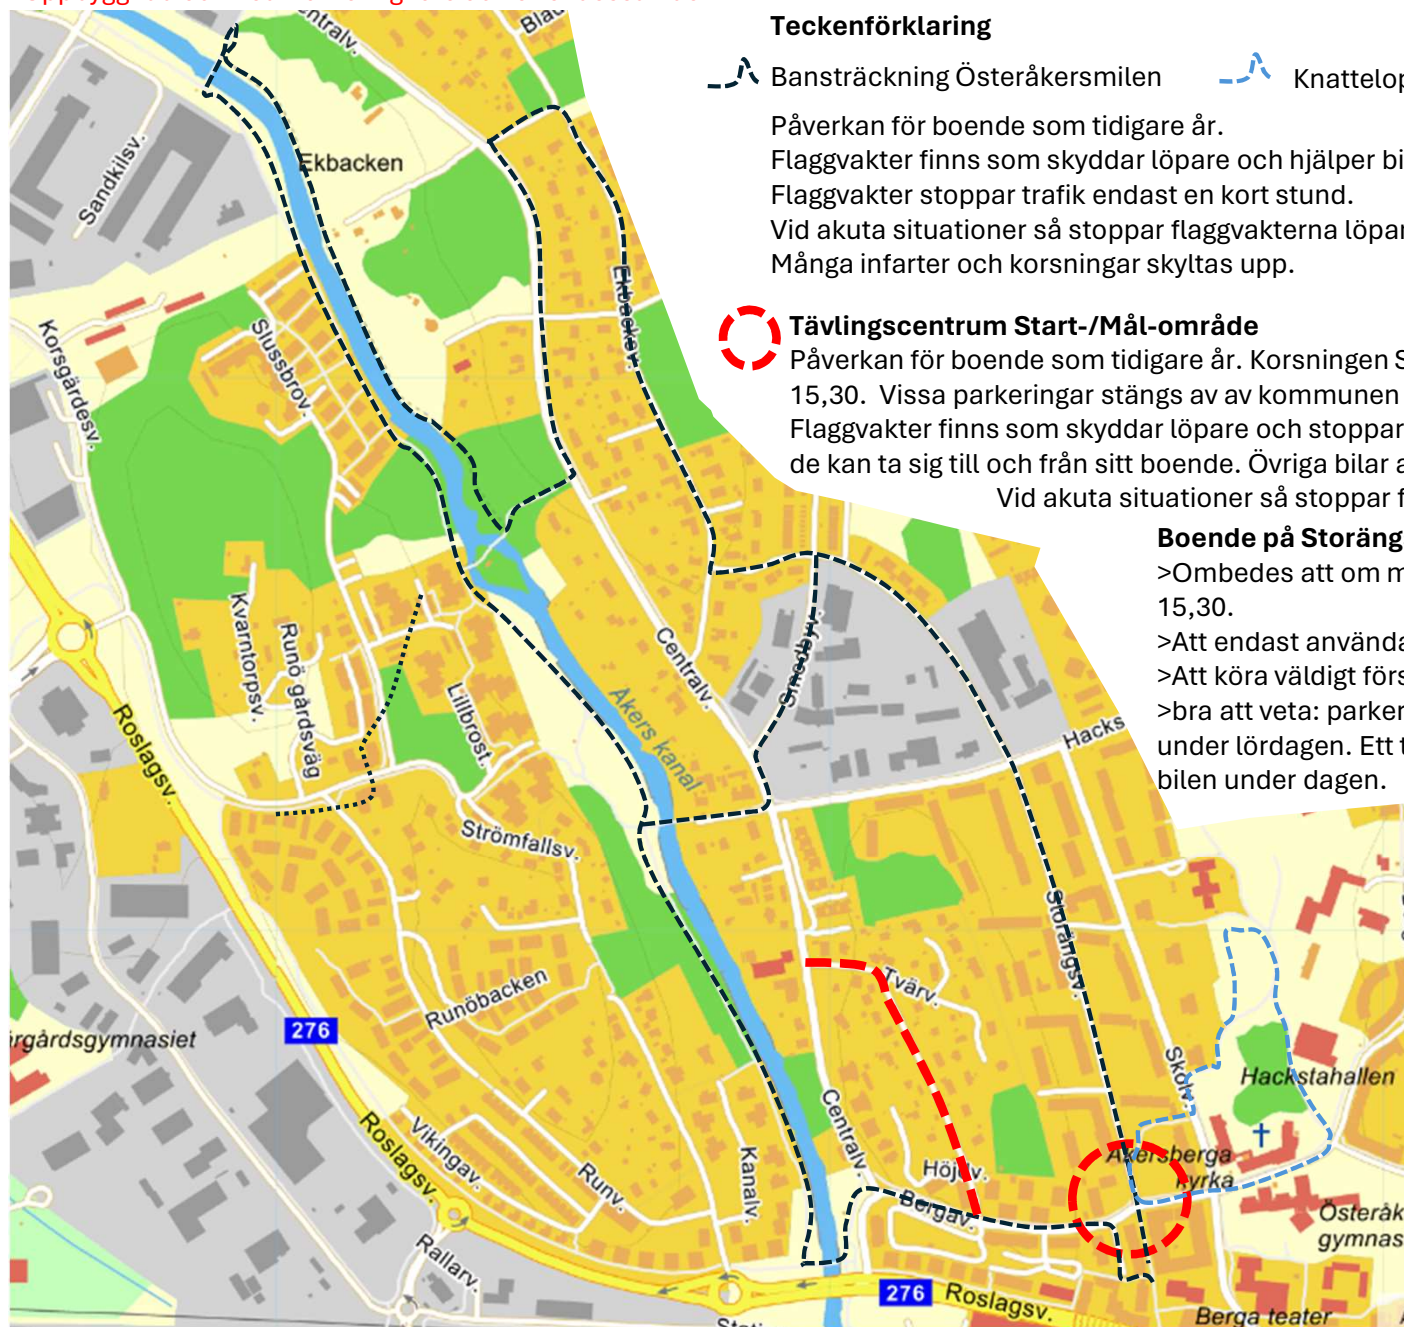 Teckenförklaring
Bansträckning Österåkersmilen
Knattelop
Påverkan för boende som tidigare år.
Flaggvakter finns som skyddar löpare och hjälper bi
Flaggvakter stoppar trafik endast en kort stund.
Vid akuta situationer så stoppar flaggvakterna löpar
Många infarter och korsningar skyltas upp.
Tävlingscentrum Start-/Mål-område
Påverkan för boende som tidigare år. Korsningen S
15,30.  Vissa parkeringar stängs av av kommunen
Flaggvakter finns som skyddar löpare och stoppar
de kan ta sig till och från sitt boende. Övriga bilar a
Vid akuta situationer så stoppar f
Boende på Storäng
>Ombedes att om m
15,30.
>Att endast använda
>Att köra väldigt förs
>bra att veta: parker
under lördagen. Ett t
bilen under dagen.
Centralv.
Sandkilsv.
Ekbacken
Ekbackev.
Korsgärdesv.
Slussbrov.
Kvarntorpsv.
Runö gårdsväg
Lillbrost.
Centralv.
Smedbyv.
Åkers kanal
Hacks
Roslagsv.
Strömfallsv.
Storängsv.
Tvärv.
Runöbacken
276
rgårdsgymnasiet
Skolv.
Hackstahallen
Roslagsv.
Vikingav.
Runv.
Kanalv.
Centralv.
Höjdv.
Bergav.
Åkersberga
kyrka
Österåk
gymnas
Rallarv.
276
Roslagsv.
Berga teater